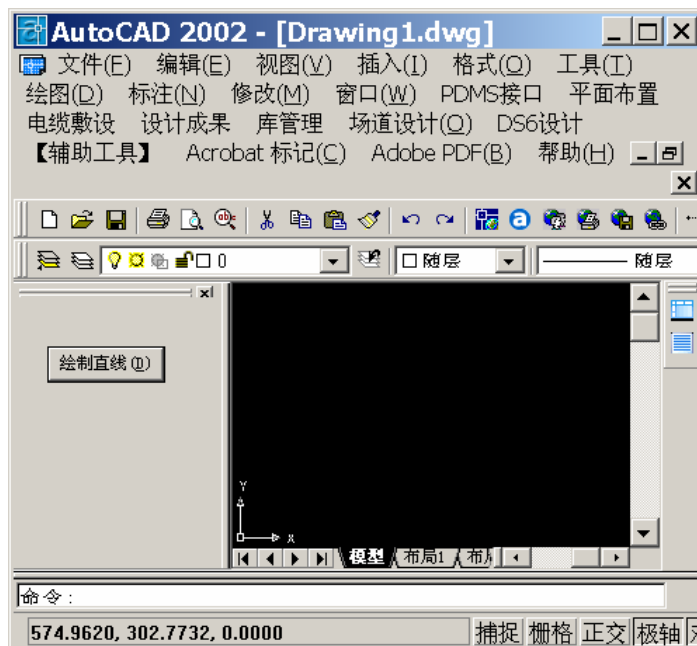 AutoCAD 2002 - [Drawing1.dwg]
文件(F) 编辑(E) 视图(V) 插入(I) 格式(O) 工具(T)
绘图(D) 标注(N) 修改(M) 窗口(W) PDMS接口 平面布置
电缆敷设 设计成果 库管理 场道设计(Q) DS6设计
【辅助工具】 Acrobat 标记(C) Adobe PDF(B) 帮助(H)
0 随层 随层
绘制直线(D)
Y
X
模型 布局1
命令:
574.9620, 302.7732, 0.0000 捕捉 栅格 正交 极轴